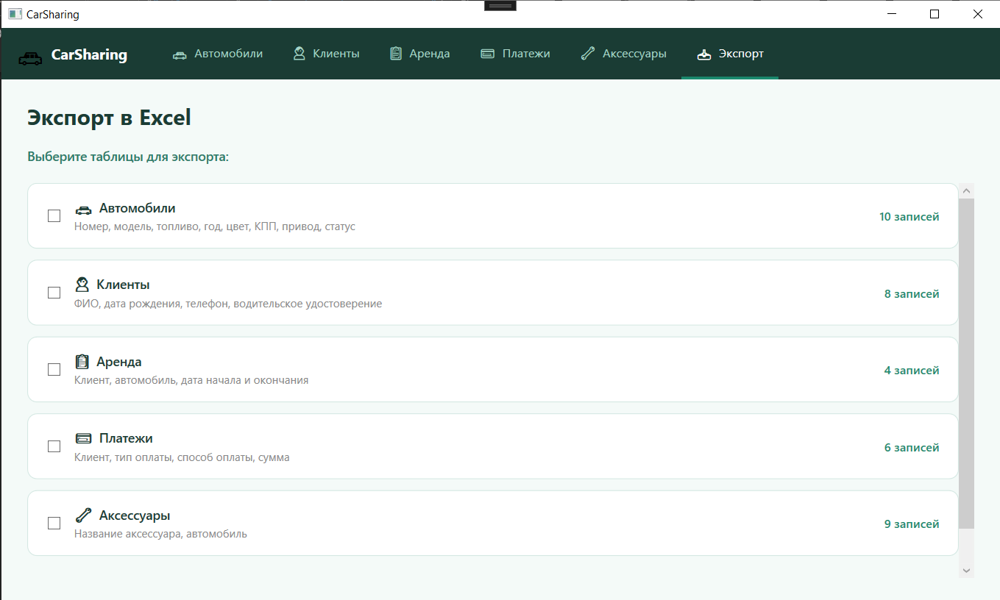 CarSharing
CarSharing Автомобили Клиенты Аренда Платежи Аксессуары Экспорт
Экспорт в Excel
Выберите таблицы для экспорта:
Автомобили
Номер, модель, топливо, год, цвет, КПП, привод, статус
10 записей
Клиенты
ФИО, дата рождения, телефон, водительское удостоверение
8 записей
Аренда
Клиент, автомобиль, дата начала и окончания
4 записей
Платежи
Клиент, тип оплаты, способ оплаты, сумма
6 записей
Аксессуары
Название аксессуара, автомобиль
9 записей